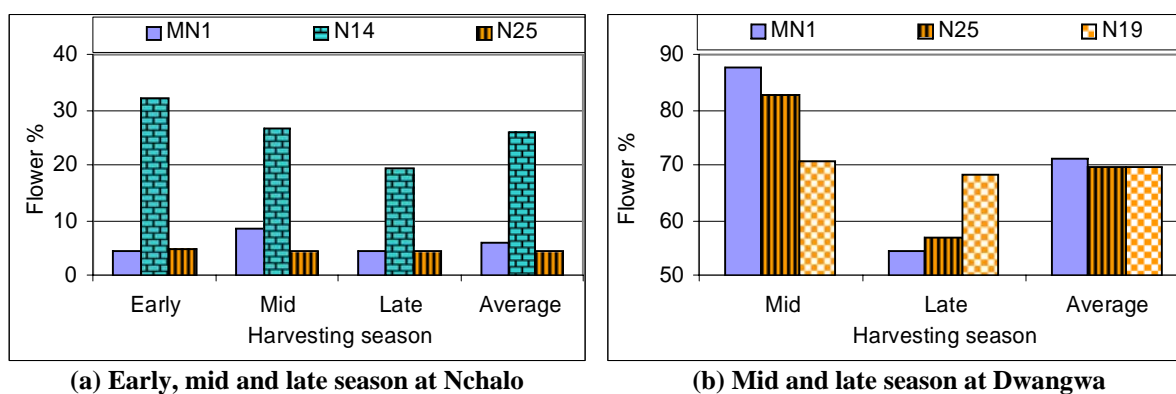 MN1 N14 N25
40
30
20
10
0
Flower %
Early Mid Late Average
Harvesting season
(a) Early, mid and late season at Nchalo
MN1 N25 N19
90
80
70
60
50
Flower %
Mid Late Average
Harvesting season
(b) Mid and late season at Dwangwa